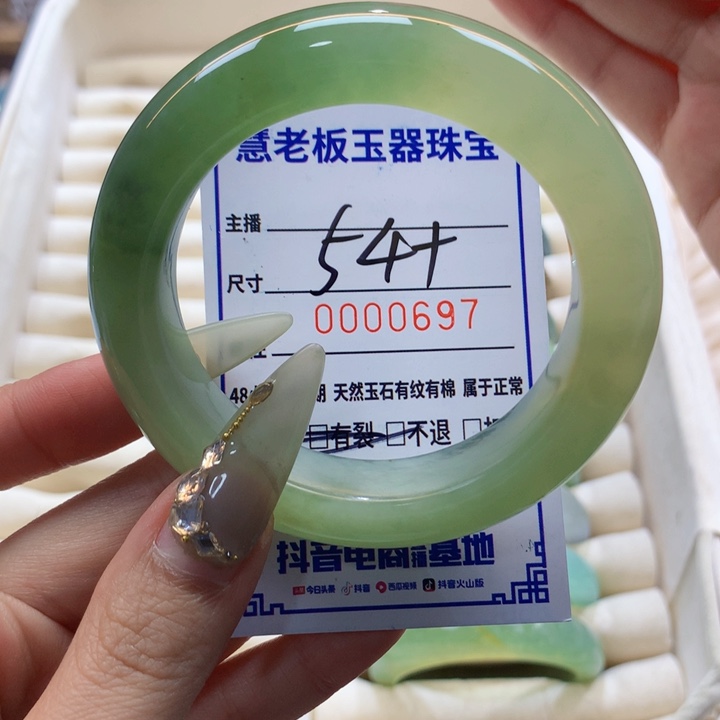 慧老板玉器珠宝
主播
尺寸 54+
0000697
48 天然玉石有纹有棉 属于正常
□有裂 □不退 □
抖音电商 基地
今日头条 抖音 西瓜视频 抖音火山版